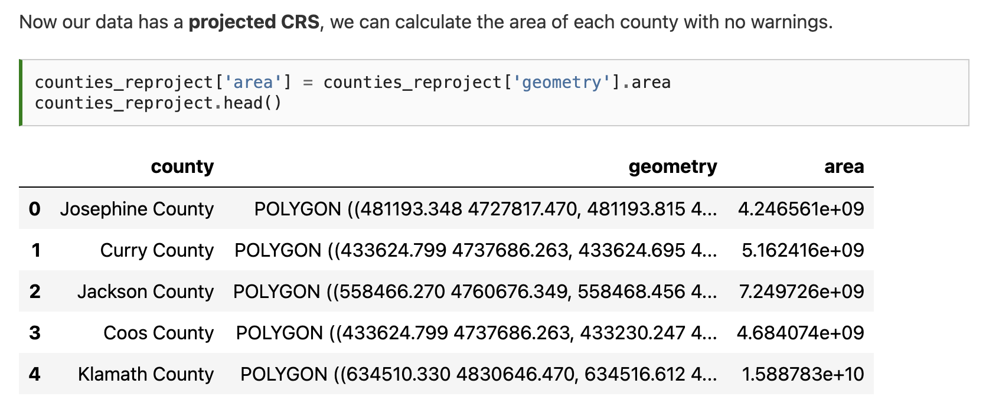 Now our data has a projected CRS, we can calculate the area of each county with no warnings.
counties_reproject['area'] = counties_reproject['geometry'].area
counties_reproject.head()
county geometry area
0 Josephine County POLYGON ((481193.348 4727817.470, 481193.815 4... 4.246561e+09
1 Curry County POLYGON ((433624.799 4737686.263, 433624.695 4... 5.162416e+09
2 Jackson County POLYGON ((558466.270 4760676.349, 558468.456 4... 7.249726e+09
3 Coos County POLYGON ((433624.799 4737686.263, 433230.247 4... 4.684074e+09
4 Klamath County POLYGON ((634510.330 4830646.470, 634516.612 4... 1.588783e+10